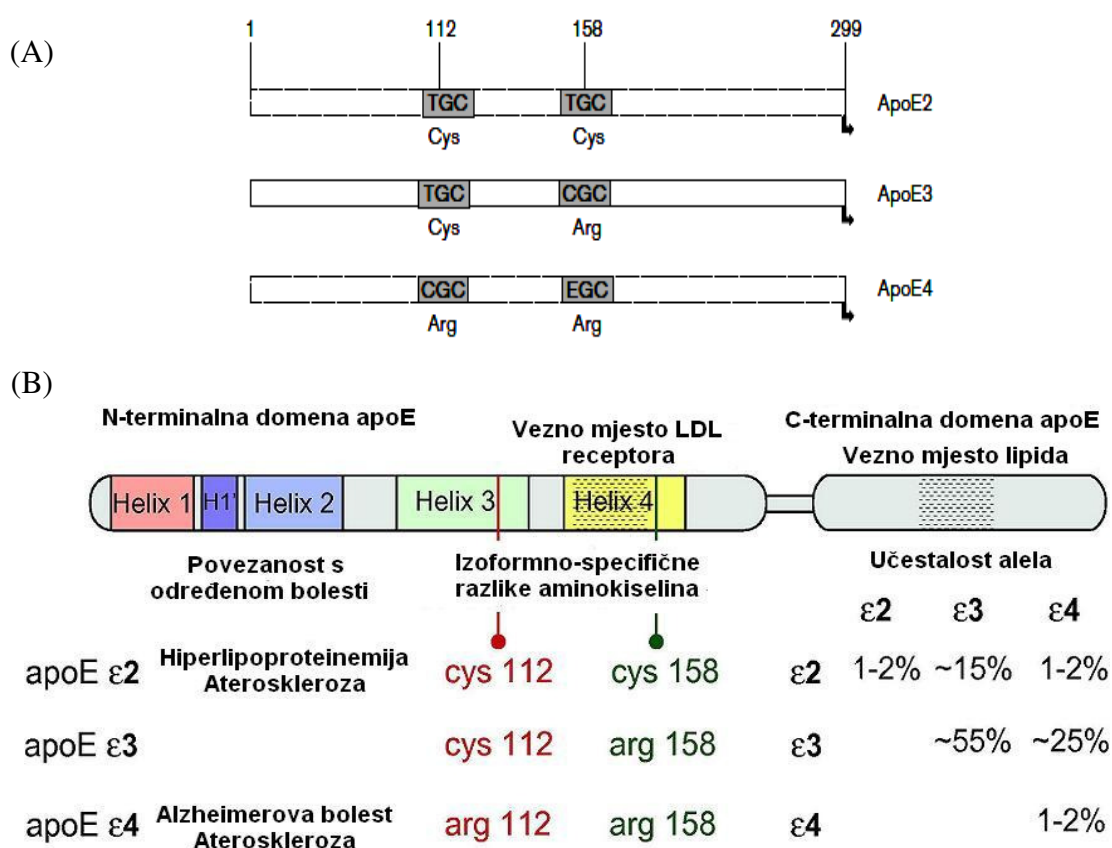 (A)
1 112 158 299
TGC TGC ApoE2
Cys Cys
TGC CGC ApoE3
Cys Arg
CGC EGC ApoE4
Arg Arg
(B)
N-terminalna domena apoE
Vezno mjesto LDL
receptora
C-terminalna domena apoE
Vezno mjesto lipida
Helix 1 H1' Helix 2 Helix 3 Helix 4
Povezanost s
određenom bolesti
Izoformno-specifične
razlike aminokiselina
Učestalost alela
ε2 ε3 ε4
apoE ε2 Hiperlipoproteinemija
Ateroskleroza
cys 112 cys 158 ε2 1-2% ~15% 1-2%
apoE ε3 cys 112 arg 158 ε3 ~55% ~25%
apoE ε4 Alzheimerova bolest
Ateroskleroza
arg 112 arg 158 ε4 1-2%